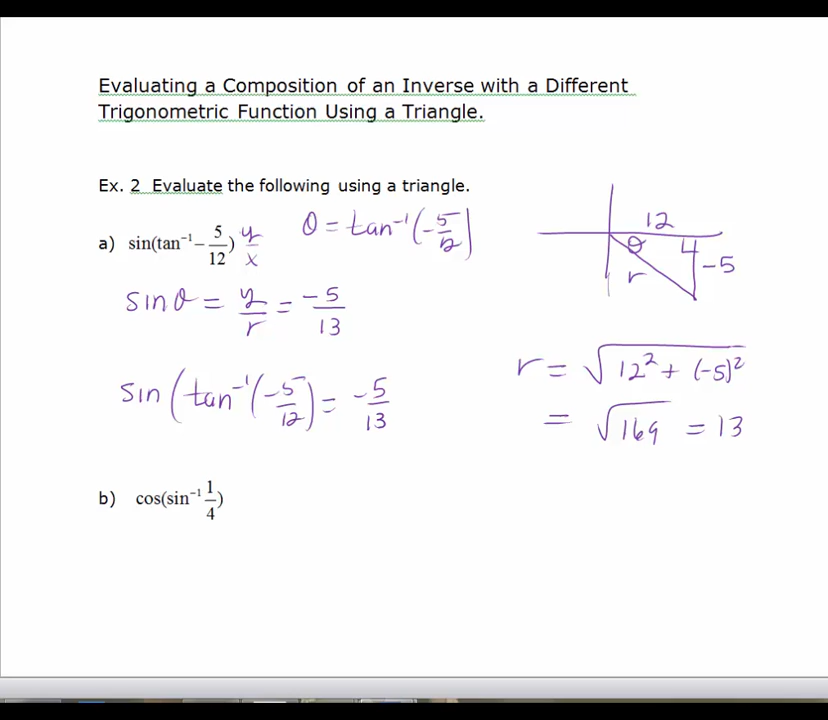 Evaluating a Composition of an Inverse with a Different
Trigonometric Function Using a Triangle.
Ex. 2 Evaluate the following using a triangle.
a) sin(tan⁻¹ − 5/12) y/x θ = tan⁻¹(−5/12)
12
θ
r
−5
sin θ = y/r = −5/13
r = √(12² + (−5)²)
sin(tan⁻¹(−5/12) = −5/13
= √169 = 13
b) cos(sin⁻¹ 1/4)